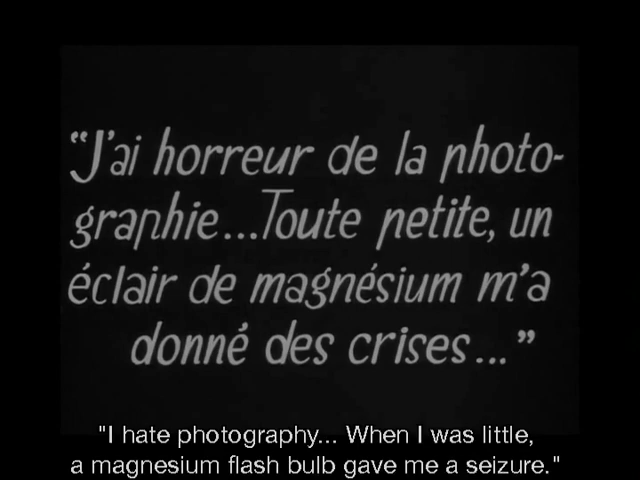 “J'ai horreur de la photo-
graphie...Toute petite, un
éclair de magnésium m'a
donné des crises...”
"I hate photography... When I was little,
a magnesium flash bulb gave me a seizure."